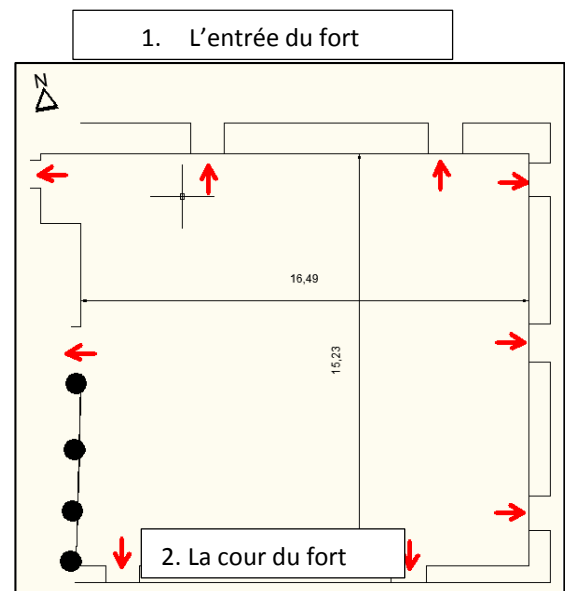 1. L'entrée du fort
N
16,49
15,23
2. La cour du fort